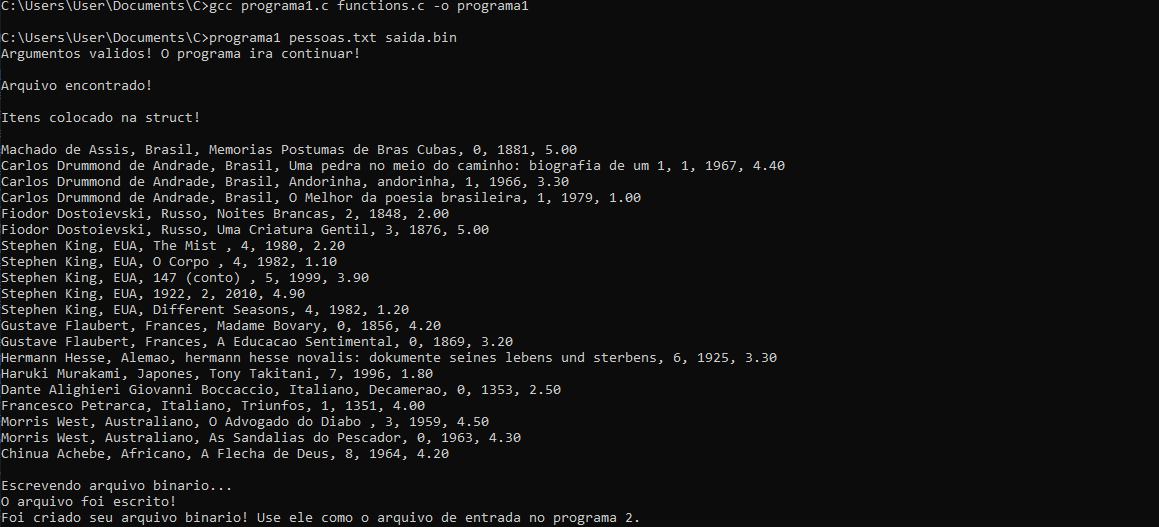 C:\Users\User\Documents\C>gcc programa1.c functions.c -o programa1
C:\Users\User\Documents\C>programa1 pessoas.txt saida.bin
Argumentos validos! O programa ira continuar!
Arquivo encontrado!
Itens colocado na struct!
Machado de Assis, Brasil, Memorias Postumas de Bras Cubas, 0, 1881, 5.00
Carlos Drummond de Andrade, Brasil, Uma pedra no meio do caminho: biografia de um 1, 1, 1967, 4.40
Carlos Drummond de Andrade, Brasil, Andorinha, andorinha, 1, 1966, 3.30
Carlos Drummond de Andrade, Brasil, O Melhor da poesia brasileira, 1, 1979, 1.00
Fiodor Dostoievski, Russo, Noites Brancas, 2, 1848, 2.00
Fiodor Dostoievski, Russo, Uma Criatura Gentil, 3, 1876, 5.00
Stephen King, EUA, The Mist , 4, 1980, 2.20
Stephen King, EUA, O Corpo , 4, 1982, 1.10
Stephen King, EUA, 147 (conto) , 5, 1999, 3.90
Stephen King, EUA, 1922, 2, 2010, 4.90
Stephen King, EUA, Different Seasons, 4, 1982, 1.20
Gustave Flaubert, Frances, Madame Bovary, 0, 1856, 4.20
Gustave Flaubert, Frances, A Educacao Sentimental, 0, 1869, 3.20
Hermann Hesse, Alemao, hermann hesse novalis: dokumente seines lebens und sterbens, 6, 1925, 3.30
Haruki Murakami, Japones, Tony Takitani, 7, 1996, 1.80
Dante Alighieri Giovanni Boccaccio, Italiano, Decamerao, 0, 1353, 2.50
Francesco Petrarca, Italiano, Triunfos, 1, 1351, 4.00
Morris West, Australiano, O Advogado do Diabo , 3, 1959, 4.50
Morris West, Australiano, As Sandalias do Pescador, 0, 1963, 4.30
Chinua Achebe, Africano, A Flecha de Deus, 8, 1964, 4.20
Escrevendo arquivo binario...
O arquivo foi escrito!
Foi criado seu arquivo binario! Use ele como o arquivo de entrada no programa 2.